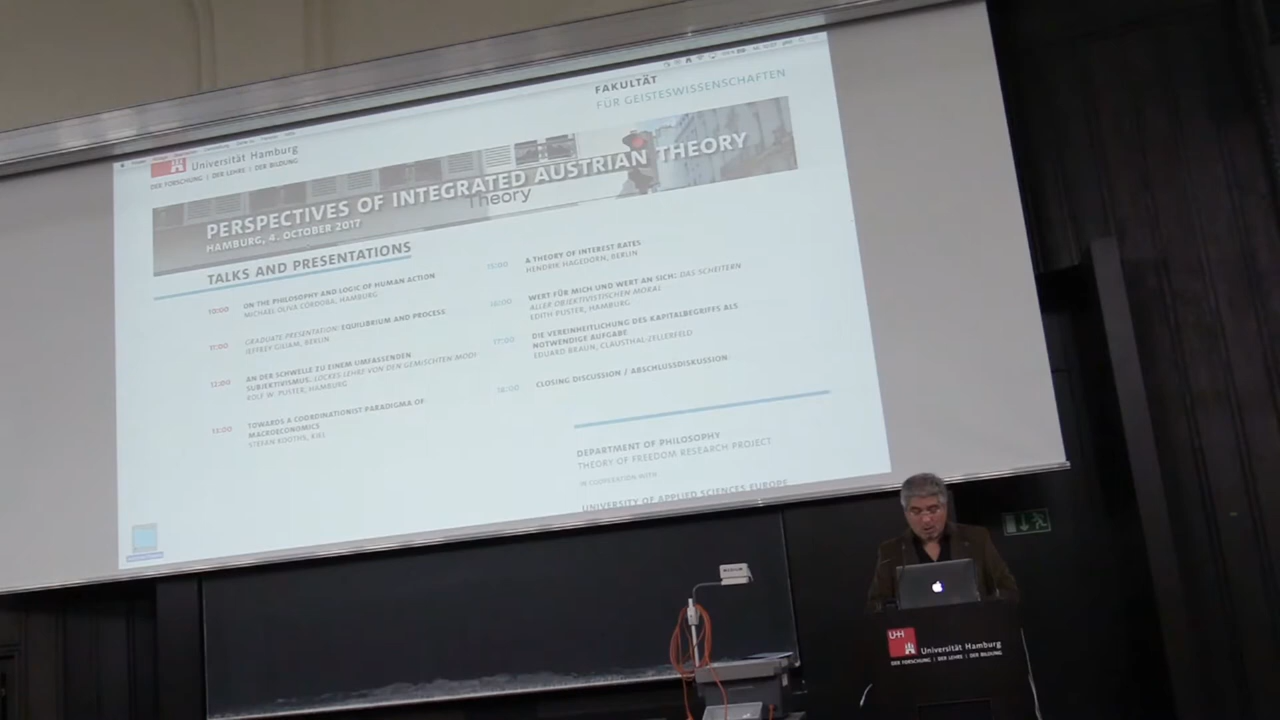 FAKULTÄT
FÜR GEISTESWISSENSCHAFTEN
Universität Hamburg
DER FORSCHUNG | DER LEHRE | DER BILDUNG
PERSPECTIVES OF INTEGRATED AUSTRIAN THEORY
Theory
HAMBURG, 4. OCTOBER 2017
TALKS AND PRESENTATIONS
10:00 ON THE PHILOSOPHY AND LOGIC OF HUMAN ACTION
MICHAEL OLIVA CÓRDOBA, HAMBURG
11:00 GRADUATE PRESENTATION: EQUILIBRIUM AND PROCESS
JEFFREY GILIAM, BERLIN
12:00 AN DER SCHWELLE ZU EINEM UMFASSENDEN
SUBJEKTIVISMUS: LOCKES LEHRE VON DEN GEMISCHTEN MODI
ROLF W. PUSTER, HAMBURG
TOWARDS A COORDINATIONIST PARADIGM OF
MACROECONOMICS
STEFAN KOOTHS, KIEL
15:00 A THEORY OF INTEREST RATES
HENDRIK HAGEDORN, BERLIN
16:00 WERT FÜR MICH UND WERT AN SICH: DAS SCHEITERN
ALLER OBJEKTIVISTISCHEN MORAL
EDITH PUSTER, HAMBURG
17:00 DIE VEREINHEITLICHUNG DES KAPITALBEGRIFFS ALS
NOTWENDIGE AUFGABE
EDUARD BRAUN, CLAUSTHAL-ZELLERFELD
CLOSING DISCUSSION / ABSCHLUSSDISKUSSION
DEPARTMENT OF PHILOSOPHY
THEORY OF FREEDOM RESEARCH PROJECT
IN COOPERATION WITH
UNIVERSITY OF APPLIED SCIENCES EUROPE
UHH
Universität Hamburg
DER FORSCHUNG | DER LEHRE | DER BILDUNG